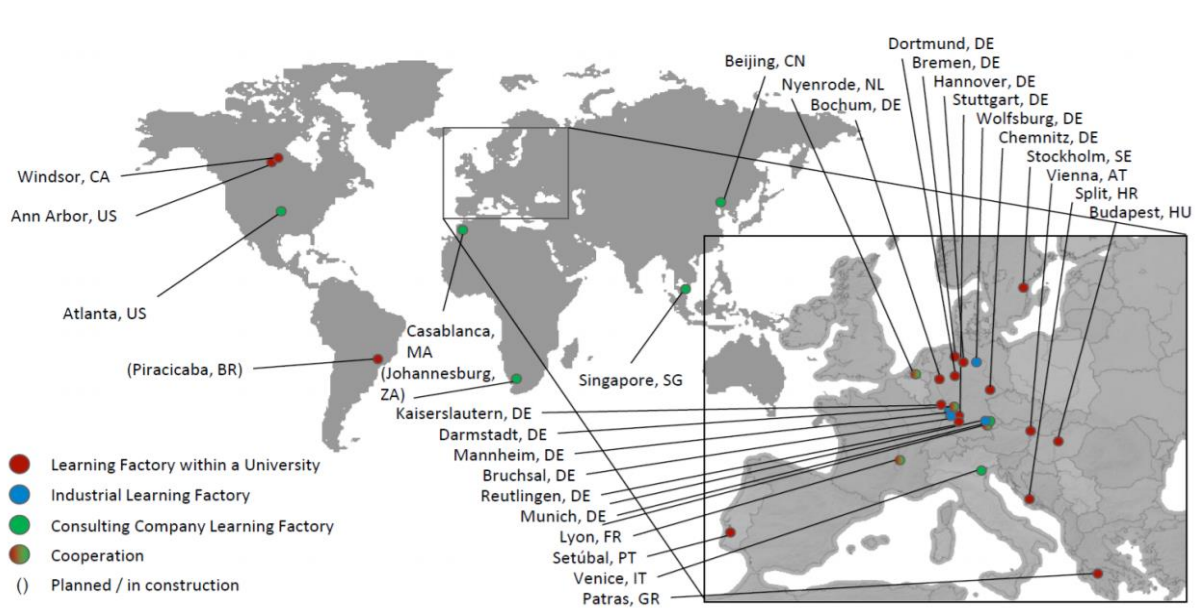 Dortmund, DE
Bremen, DE
Beijing, CN
Hannover, DE
Nyenrode, NL
Stuttgart, DE
Bochum, DE
Wolfsburg, DE
Chemnitz, DE
Stockholm, SE
Vienna, AT
Windsor, CA
Split, HR
Ann Arbor, US
Budapest, HU
Atlanta, US
Casablanca,
MA
(Piracicaba, BR)
(Johannesburg,
ZA)
Singapore, SG
Kaiserslautern, DE
Darmstadt, DE
Mannheim, DE
Bruchsal, DE
Reutlingen, DE
Munich, DE
Lyon, FR
Setúbal, PT
Venice, IT
Patras, GR
Learning Factory within a University
Industrial Learning Factory
Consulting Company Learning Factory
Cooperation
() Planned / in construction